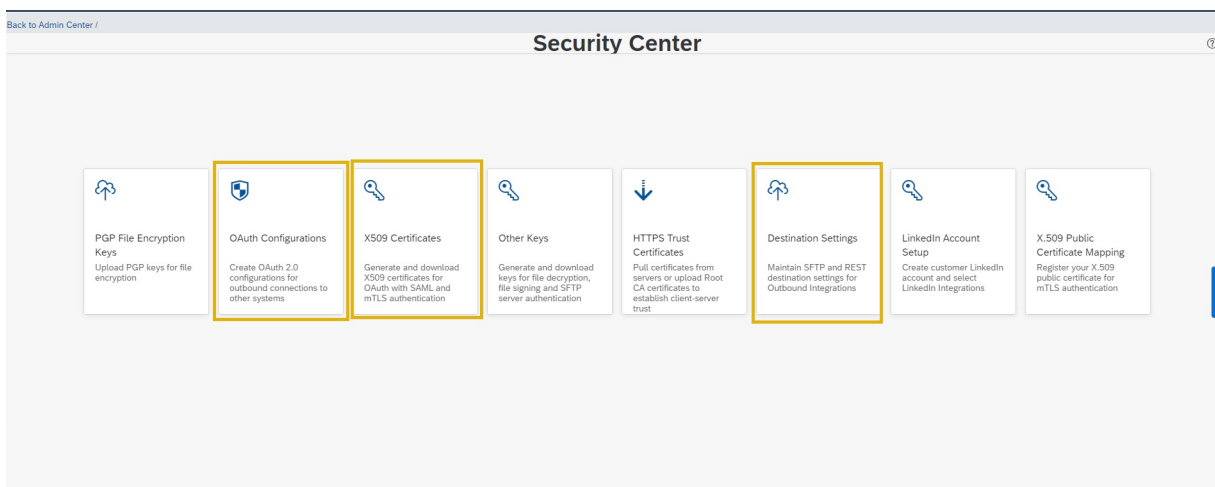 Back to Admin Center /
Security Center
PGP File Encryption
Keys
Upload PGP keys for file
encryption
OAuth Configurations
Create OAuth 2.0
configurations for
outbound connections to
other systems
X509 Certificates
Generate and download
X509 certificates for
OAuth with SAML and
mTLS authentication
Other Keys
Generate and download
keys for file decryption,
file signing and SFTP
server authentication
HTTPS Trust
Certificates
Pull certificates from
servers or upload Root
CA certificates to
establish client-server
trust
Destination Settings
Maintain SFTP and REST
destination settings for
Outbound Integrations
LinkedIn Account
Setup
Create customer LinkedIn
account and select
LinkedIn Integrations
X.509 Public
Certificate Mapping
Register your X.509
public certificate for
mTLS authentication